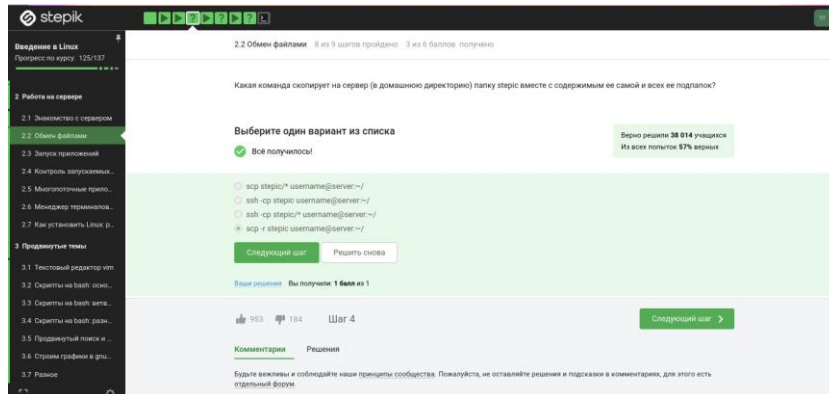 stepik
Введение в Linux
Прогресс по курсу: 125/137
2 Работа на сервере
2.1 Знакомство с сервером
2.2 Обмен файлами
2.3 Запуск приложений
2.4 Контроль запускаемых...
2.5 Многопоточные прило...
2.6 Менеджер терминалов...
2.7 Как установить Linux: р...
3 Продвинутые темы
3.1 Текстовый редактор vim
3.2 Скрипты на bash: осно...
3.3 Скрипты на bash: ветв...
3.4 Скрипты на bash: разн...
3.5 Продвинутый поиск и ...
3.6 Строим графики в gnu...
3.7 Разное
2.2 Обмен файлами 8 из 9 шагов пройдено 3 из 6 баллов получено
Какая команда скопирует на сервер (в домашнюю директорию) папку stepic вместе с содержимым ее самой и всех ее подпапок?
Выберите один вариант из списка
Всё получилось!
Верно решили 38 014 учащихся
Из всех попыток 57% верных
scp stepic/* username@server:~/
ssh -cp stepic username@server:~/
ssh -cp stepic/* username@server:~/
scp -r stepic username@server:~/
Следующий шаг Решить снова
Ваши решения Вы получили: 1 балл из 1
953 184 Шаг 4 Следующий шаг
Комментарии Решения
Будьте вежливы и соблюдайте наши принципы сообщества. Пожалуйста, не оставляйте решения и подсказки в комментариях, для этого есть
отдельный форум.